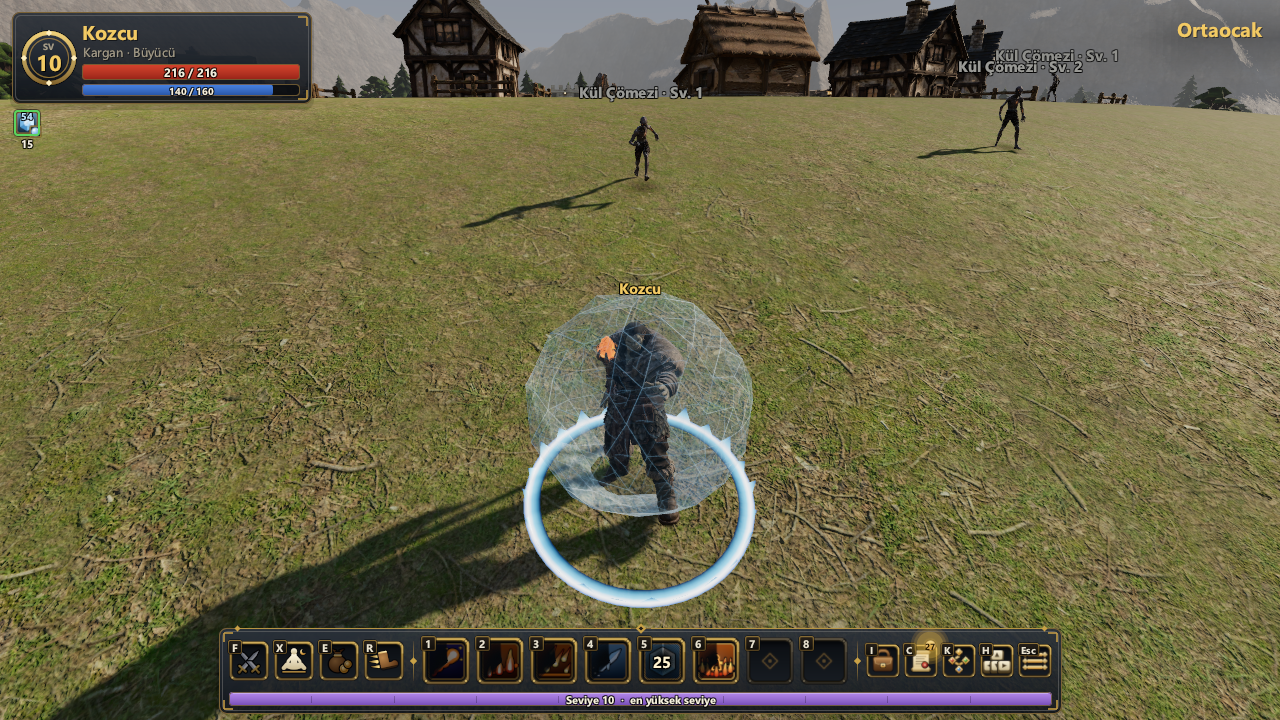 SV
10
Kozcu
Kargan · Büyücü
216 / 216
140 / 160
54
15
Ortaocak
Kül Çömezi · Sv. 1
Kül Çömezi · Sv. 2
Kül Çömezi · Sv. 1
Kozcu
F X E R 1 2 3 4 5 6 7 8 I C K H Esc
25
27
Seviye 10 · en yüksek seviye